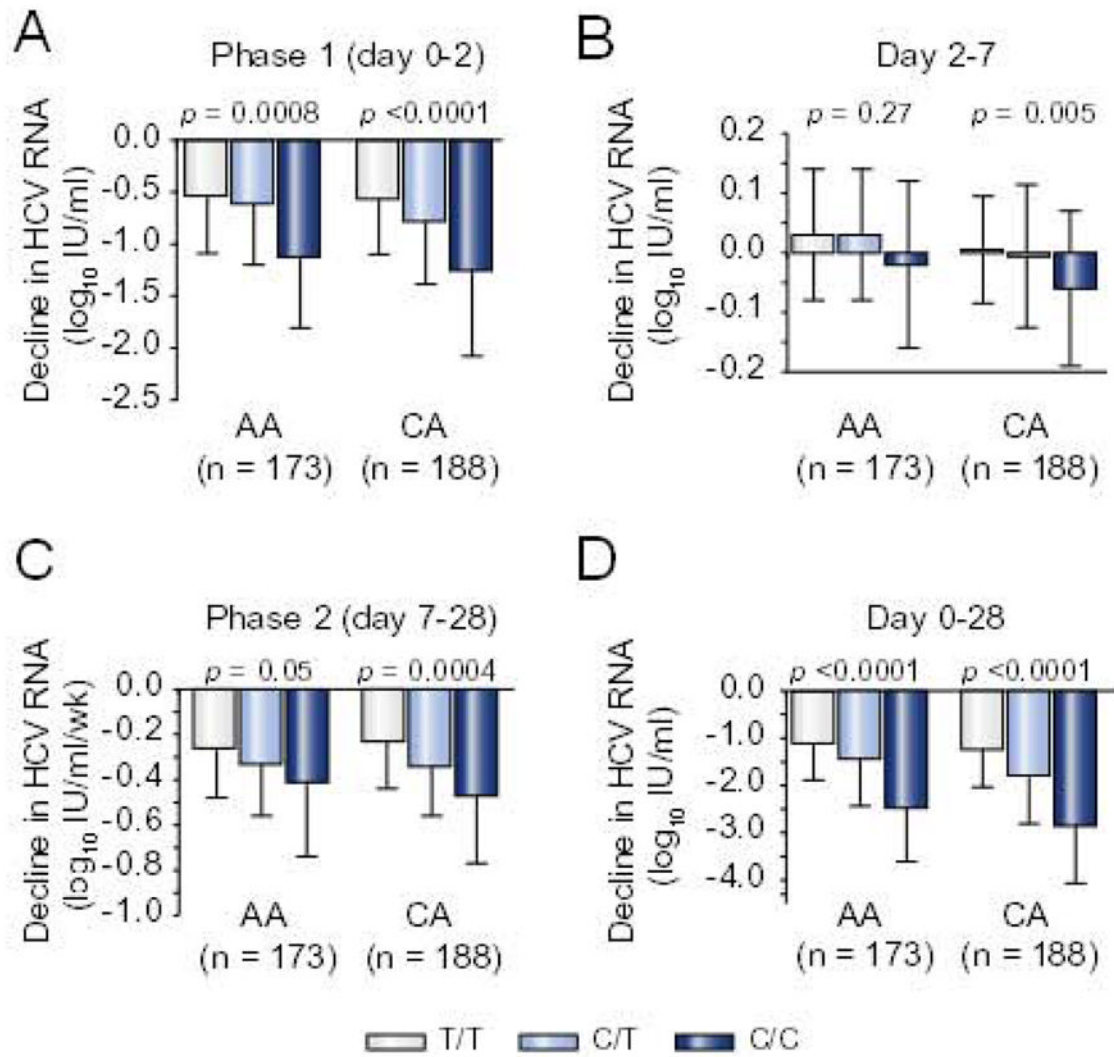 A
Phase 1 (day 0-2)
Decline in HCV RNA
(log10 IU/ml)
p = 0.0008
p <0.0001
0.0
-0.5
-1.0
-1.5
-2.0
-2.5
AA
CA
(n = 173)
(n = 188)
B
Day 2-7
Decline in HCV RNA
(log10 IU/ml)
p = 0.27
p = 0.005
0.2
0.1
0.0
-0.1
-0.2
AA
CA
(n = 173)
(n = 188)
C
Phase 2 (day 7-28)
Decline in HCV RNA
(log10 IU/ml/wk)
p = 0.05
p = 0.0004
0.0
-0.2
-0.4
-0.6
-0.8
-1.0
AA
CA
(n = 173)
(n = 188)
D
Day 0-28
Decline in HCV RNA
(log10 IU/ml)
p <0.0001
p <0.0001
0.0
-1.0
-2.0
-3.0
-4.0
AA
CA
(n = 173)
(n = 188)
T/T C/T C/C